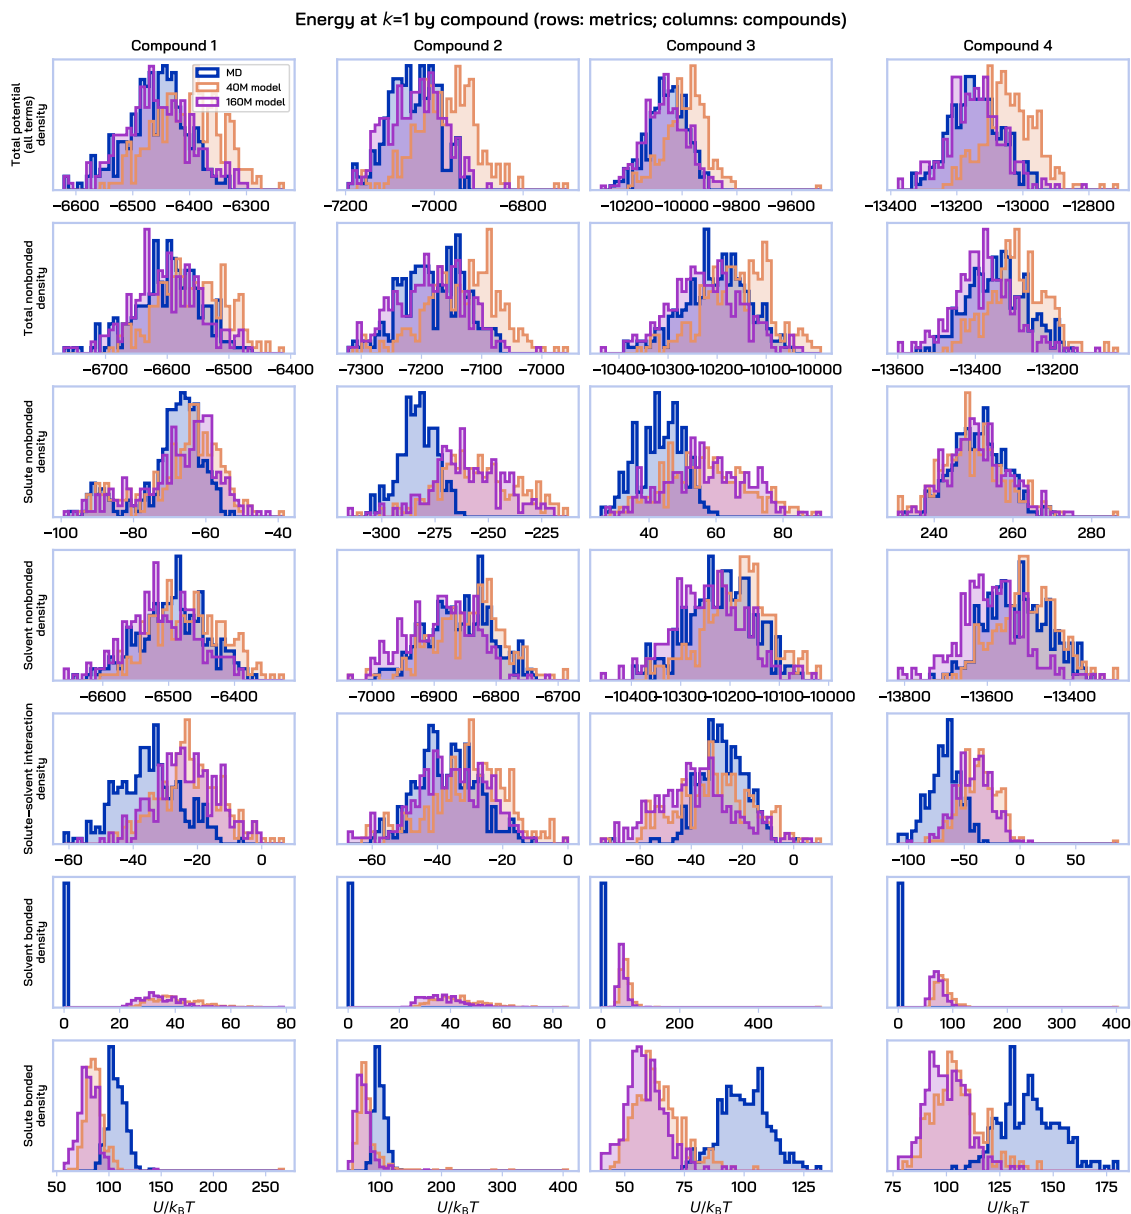 Energy at k=1 by compound (rows: metrics; columns: compounds)
Compound 1 Compound 2 Compound 3 Compound 4
MD
40M model
160M model
Total potential
(all terms)
density
−6600 −6500 −6400 −6300
−7200 −7000 −6800
−10200 −10000 −9800 −9600
−13400 −13200 −13000 −12800
Total nonbonded
density
−6700 −6600 −6500 −6400
−7300 −7200 −7100 −7000
−10400 −10300 −10200 −10100 −10000
−13600 −13400 −13200
Solute nonbonded
density
−100 −80 −60 −40
−300 −275 −250 −225
40 60 80
240 260 280
Solvent nonbonded
density
−6600 −6500 −6400
−7000 −6900 −6800 −6700
−10400 −10300 −10200 −10100 −10000
−13800 −13600 −13400
Solute−solvent interaction
density
−60 −40 −20 0
−60 −40 −20 0
−40 −20 0
−100 −50 0 50
Solvent bonded
density
0 20 40 60 80
0 20 40 60 80
0 200 400
0 100 200 300 400
Solute bonded
density
50 100 150 200 250
100 200 300 400
50 75 100 125
75 100 125 150 175
U/kBT U/kBT U/kBT U/kBT